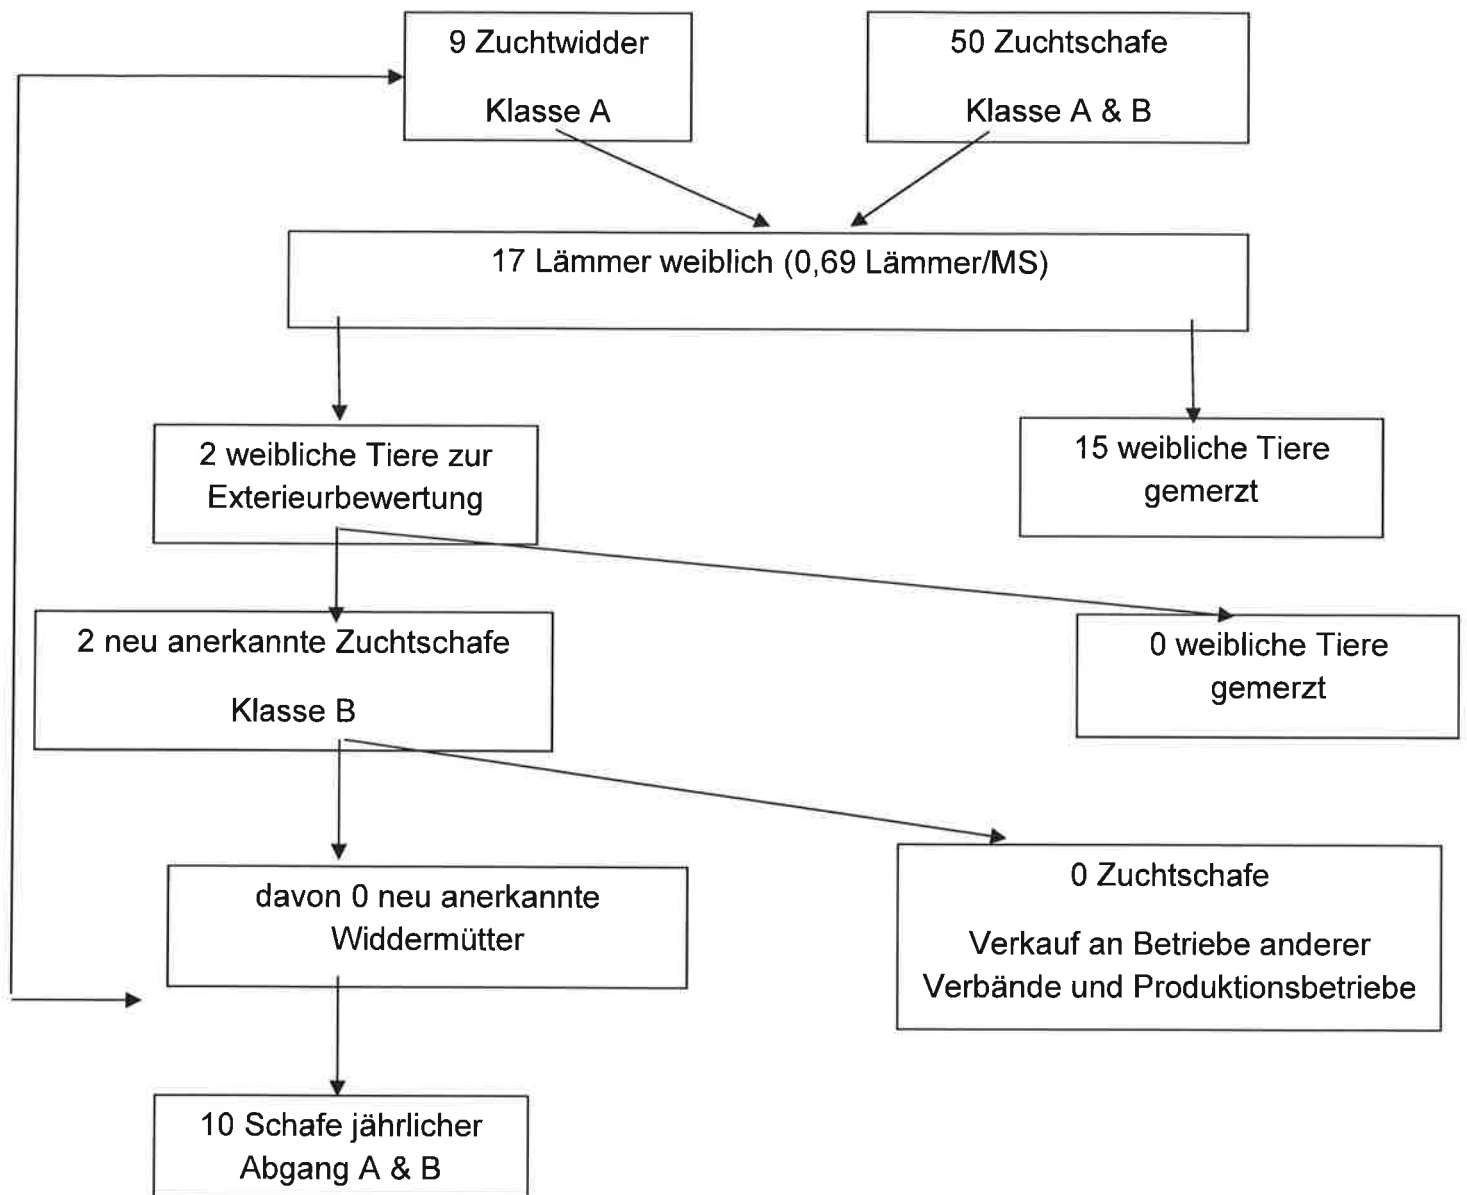 9 Zuchtwidder
Klasse A
50 Zuchtschafe
Klasse A & B
17 Lämmer weiblich (0,69 Lämmer/MS)
2 weibliche Tiere zur
Exterieurbewertung
15 weibliche Tiere
gemerzt
2 neu anerkannte Zuchtschafe
Klasse B
0 weibliche Tiere
gemerzt
davon 0 neu anerkannte
Widdermütter
0 Zuchtschafe
Verkauf an Betriebe anderer
Verbände und Produktionsbetriebe
10 Schafe jährlicher
Abgang A & B